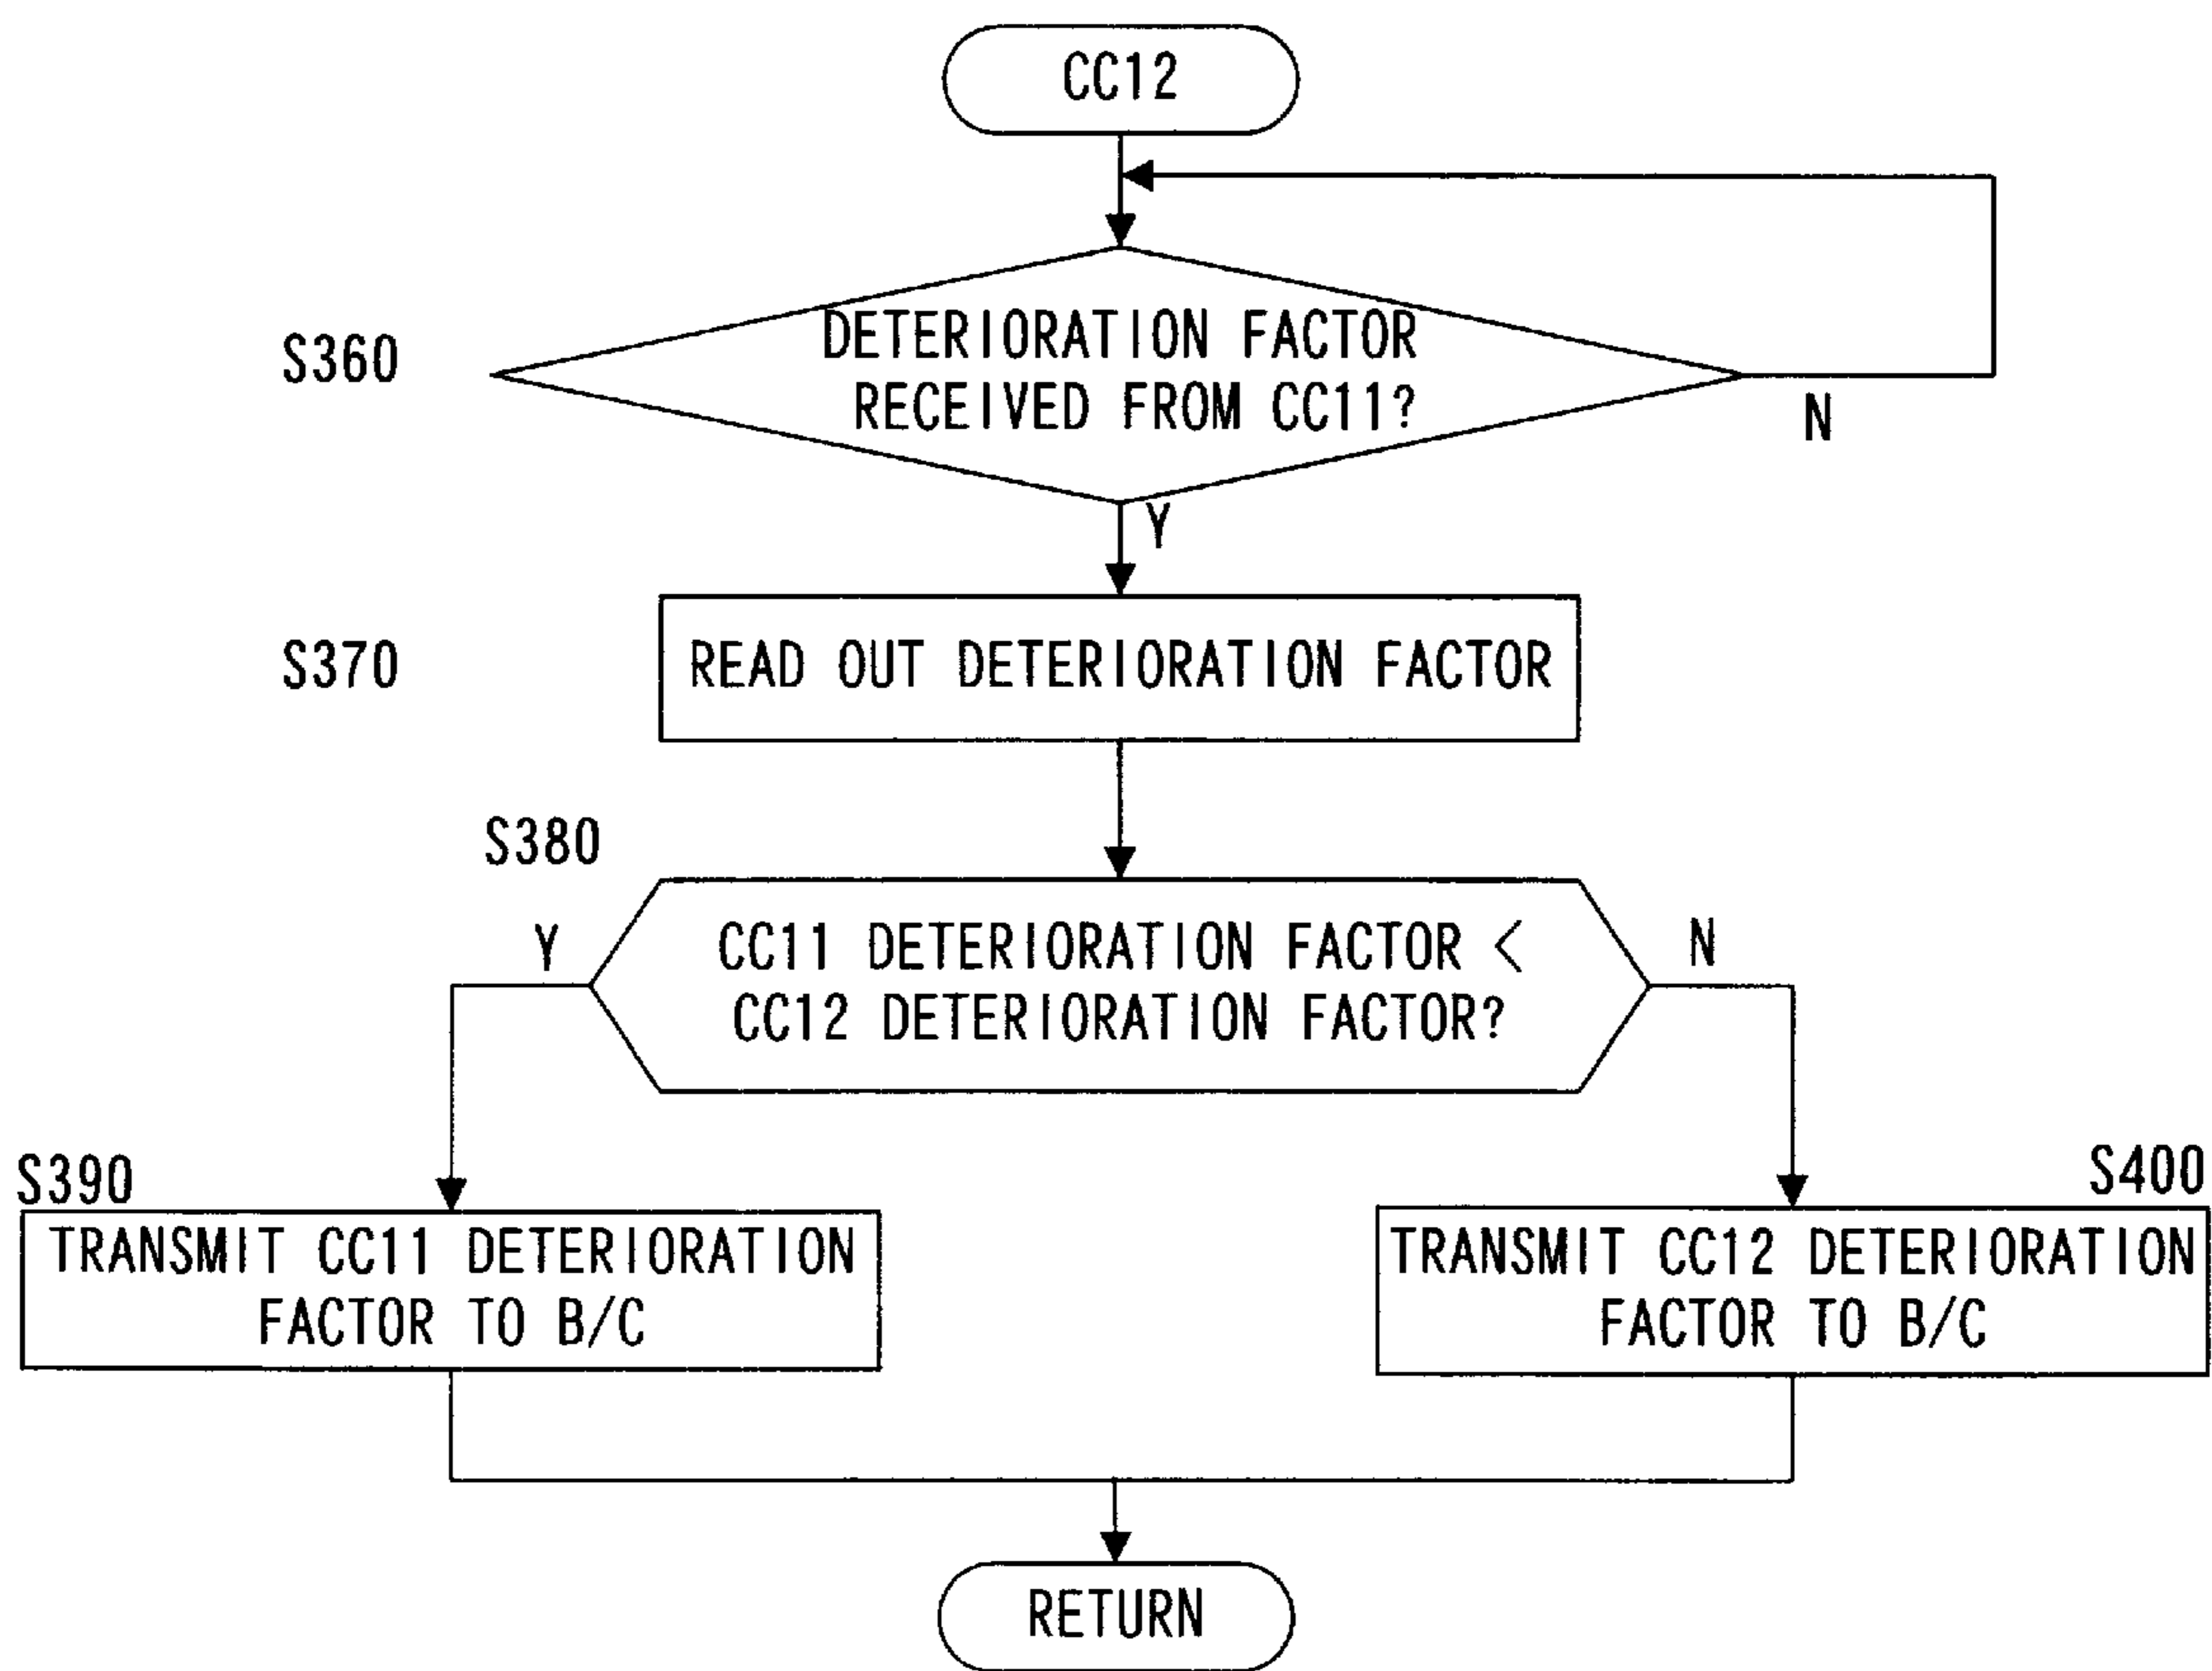 CC12
S360
DETERIORATION FACTOR
RECEIVED FROM CC11?
N
Y
S370
READ OUT DETERIORATION FACTOR
S380
Y
CC11 DETERIORATION FACTOR <
CC12 DETERIORATION FACTOR?
N
S390
TRANSMIT CC11 DETERIORATION
FACTOR TO B/C
S400
TRANSMIT CC12 DETERIORATION
FACTOR TO B/C
RETURN